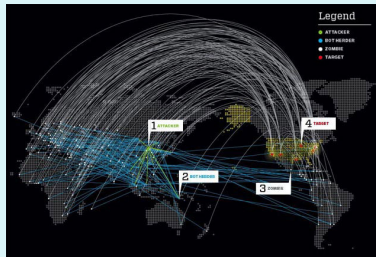 Legend
ATTACKER
BOT HERDER
ZOMBIE
TARGET
1 ATTACKER
4 TARGET
2 BOT HERDER
3 ZOMBIE